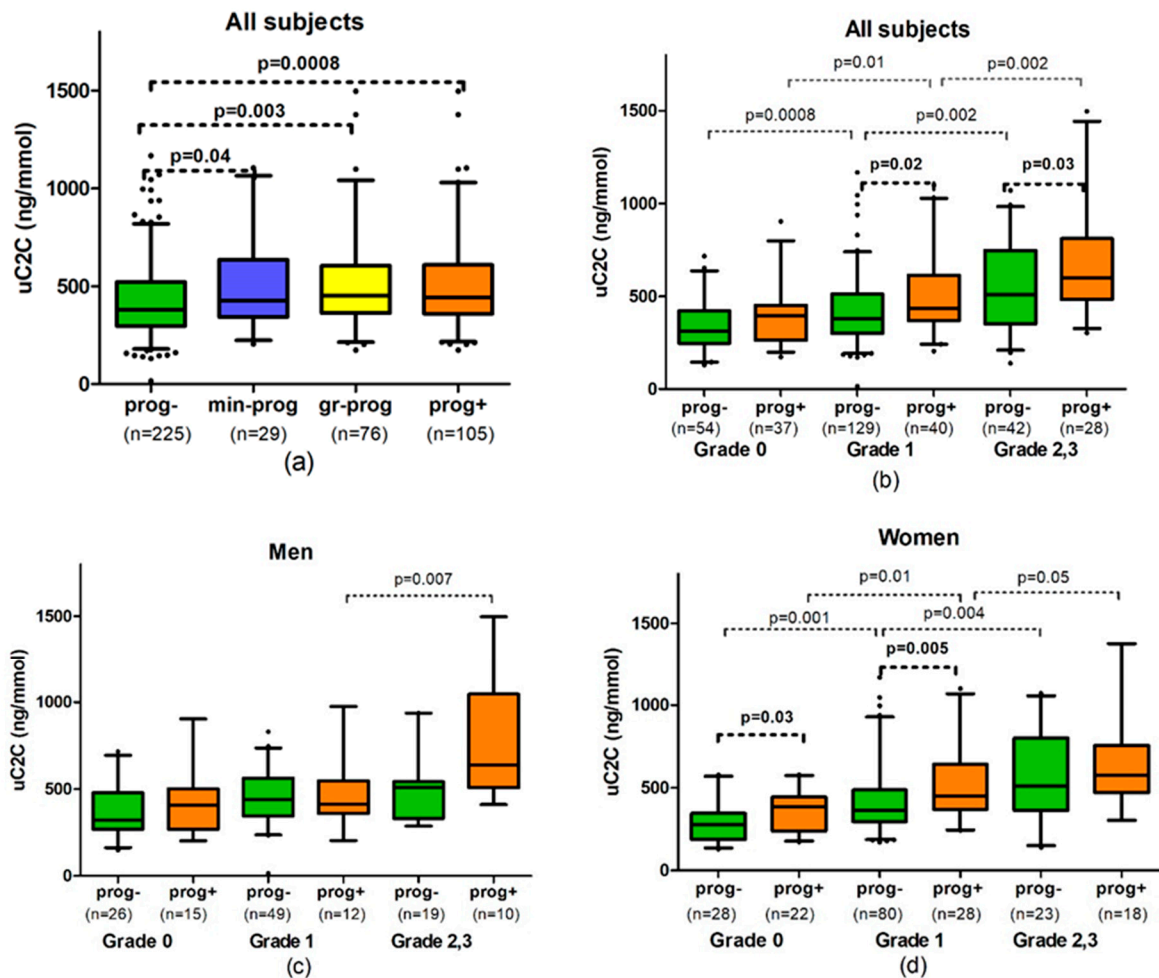 All subjects
p=0.0008
p=0.003
p=0.04
uC2C (ng/mmol)
1500
1000
500
0
prog- min-prog gr-prog prog+
(n=225) (n=29) (n=76) (n=105)
(a)
All subjects
p=0.01 p=0.002
p=0.0008 p=0.002
p=0.02 p=0.03
uC2C (ng/mmol)
1500
1000
500
0
prog- prog+ prog- prog+ prog- prog+
(n=54) (n=37) (n=129) (n=40) (n=42) (n=28)
Grade 0 Grade 1 Grade 2,3
(b)
Men
p=0.007
uC2C (ng/mmol)
1500
1000
500
0
prog- prog+ prog- prog+ prog- prog+
(n=26) (n=15) (n=49) (n=12) (n=19) (n=10)
Grade 0 Grade 1 Grade 2,3
(c)
Women
p=0.01 p=0.05
p=0.001 p=0.004
p=0.005
p=0.03
uC2C (ng/mmol)
1500
1000
500
0
prog- prog+ prog- prog+ prog- prog+
(n=28) (n=22) (n=80) (n=28) (n=23) (n=18)
Grade 0 Grade 1 Grade 2,3
(d)